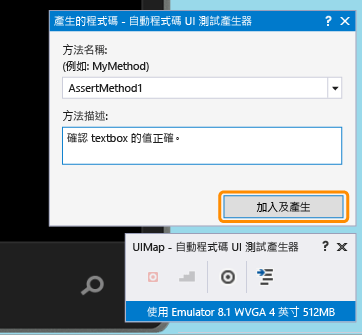 產生的程式碼 - 自動程式碼 UI 測試產生器
方法名稱:
(例如: MyMethod)
AssertMethod1
方法描述:
確認 textbox 的值正確。
加入及產生
UIMap - 自動程式碼 UI 測試產生器
使用 Emulator 8.1 WVGA 4 英寸 512MB